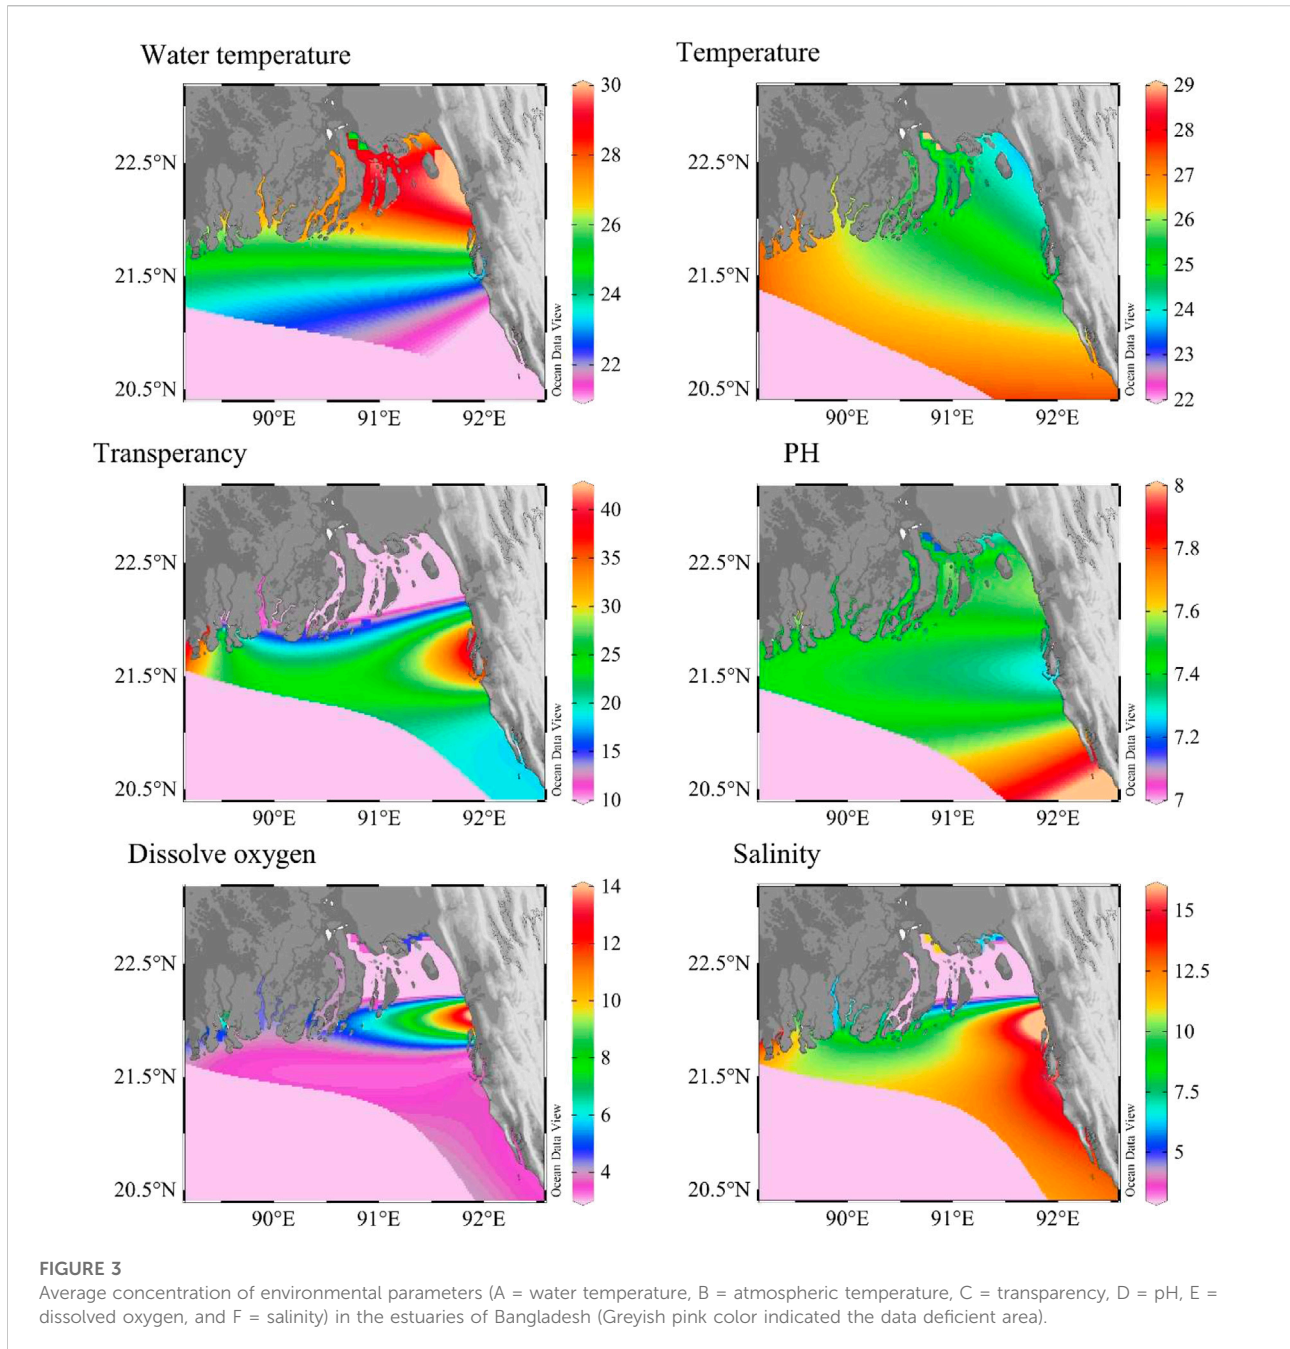 Water temperature
30
28
26
24
22
22.5°N
21.5°N
20.5°N
90°E 91°E 92°E
Ocean Data View
Temperature
29
28
27
26
25
24
23
22
22.5°N
21.5°N
20.5°N
90°E 91°E 92°E
Ocean Data View
Transperancy
40
35
30
25
20
15
10
22.5°N
21.5°N
20.5°N
90°E 91°E 92°E
Ocean Data View
PH
8
7.8
7.6
7.4
7.2
7
22.5°N
21.5°N
20.5°N
90°E 91°E 92°E
Ocean Data View
Dissolve oxygen
14
12
10
8
6
4
22.5°N
21.5°N
20.5°N
90°E 91°E 92°E
Ocean Data View
Salinity
15
12.5
10
7.5
5
22.5°N
21.5°N
20.5°N
90°E 91°E 92°E
Ocean Data View
FIGURE 3
Average concentration of environmental parameters (A = water temperature, B = atmospheric temperature, C = transparency, D = pH, E =
dissolved oxygen, and F = salinity) in the estuaries of Bangladesh (Greyish pink color indicated the data deficient area).